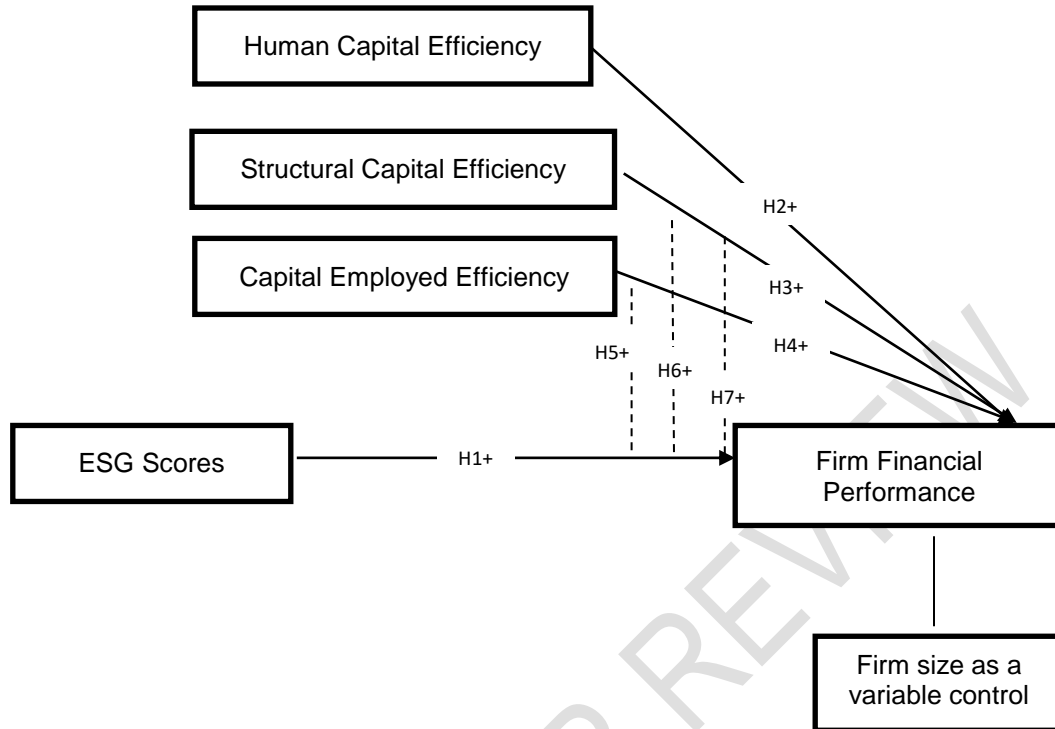 Human Capital Efficiency
Structural Capital Efficiency
H2+
Capital Employed Efficiency
H3+
H4+
H5+
H6+
H7+
ESG Scores
H1+
Firm Financial
Performance
Firm size as a
variable control
R REVIEW